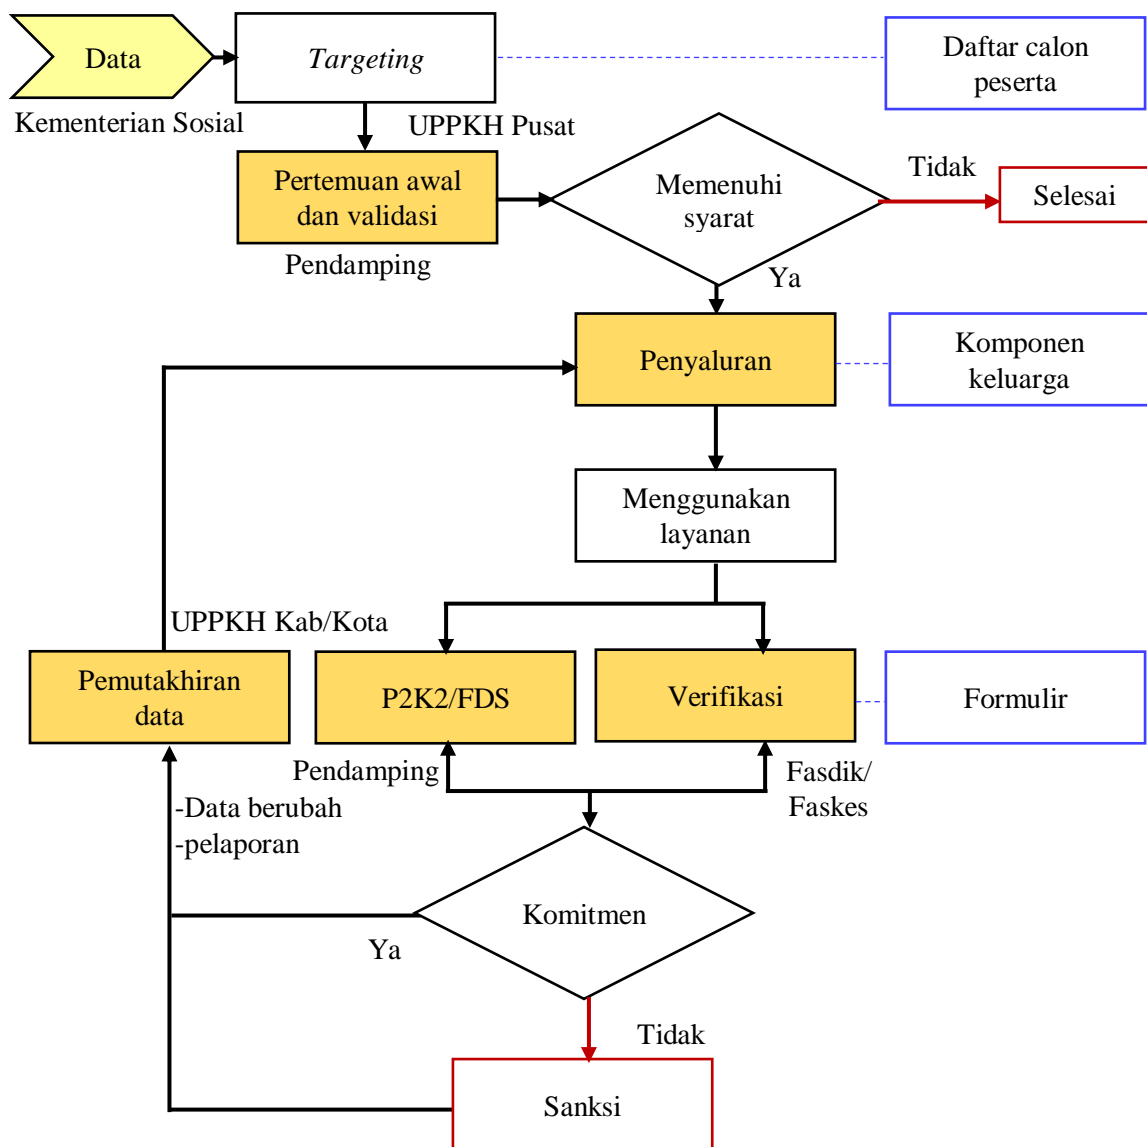 Data
Targeting
Daftar calon
peserta
Kementerian Sosial
UPPKH Pusat
Pertemuan awal
dan validasi
Memenuhi
syarat
Tidak
Selesai
Pendamping
Ya
Penyaluran
Komponen
keluarga
Menggunakan
layanan
UPPKH Kab/Kota
Pemutakhiran
data
P2K2/FDS
Verifikasi
Formulir
Pendamping
Fasdik/
Faskes
-Data berubah
-pelaporan
Komitmen
Ya
Tidak
Sanksi